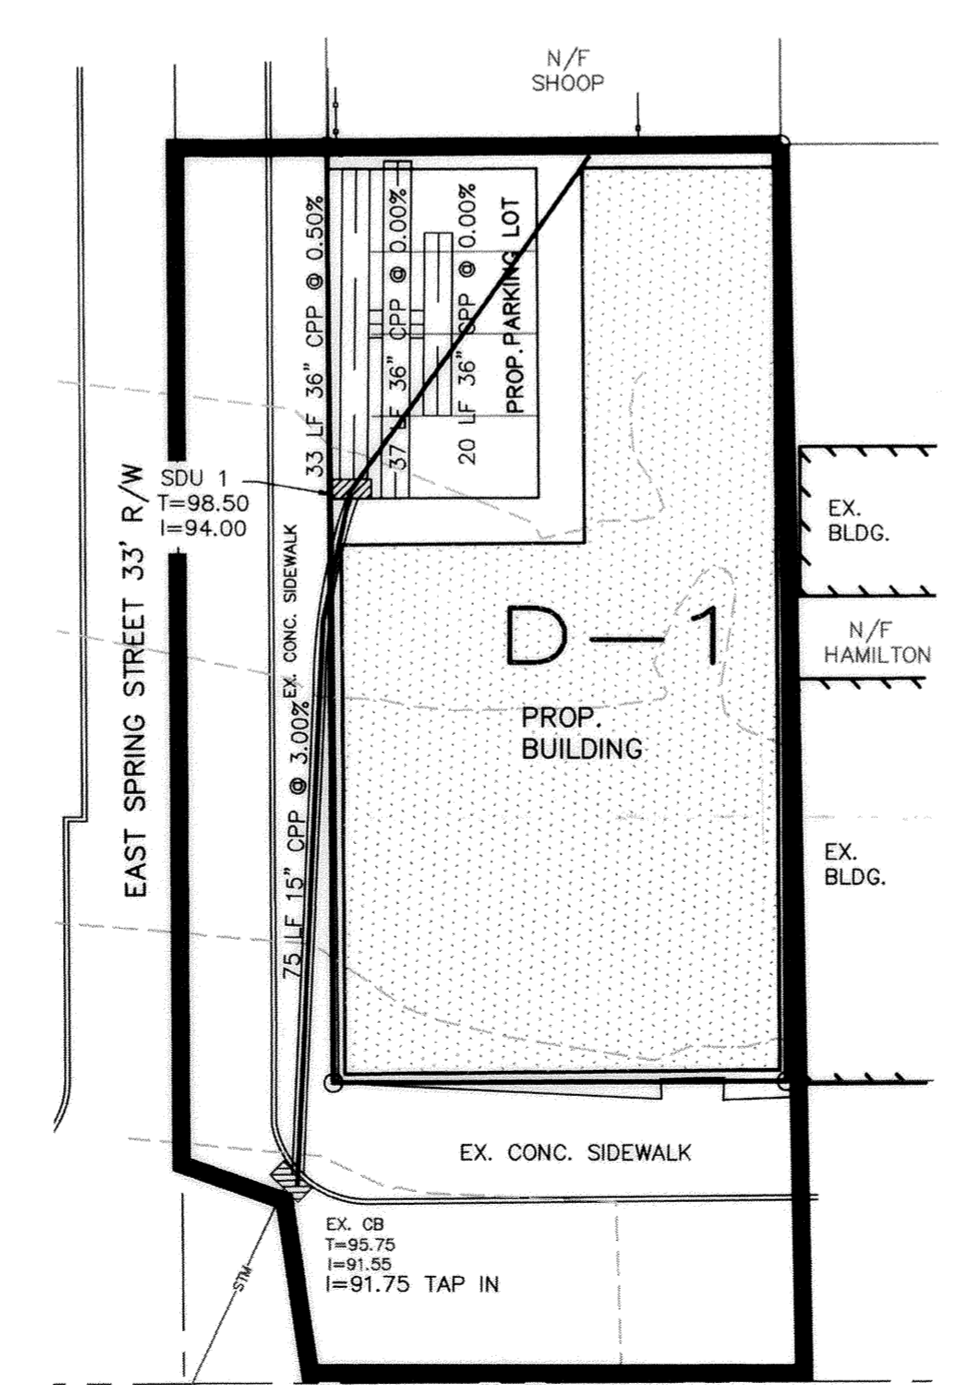 N/F
SHOOP
33 LF 36" CPP @ 0.50%
37 LF 36" CPP @ 0.00%
20 LF 36" CPP @ 0.00%
PROP. PARKING LOT
SDU 1
T=98.50
I=94.00
EAST SPRING STREET 33' R/W
EX. CONC. SIDEWALK
75 LF 15" CPP @ 3.00%
D-1
PROP.
BUILDING
EX.
BLDG.
N/F
HAMILTON
EX.
BLDG.
EX. CONC. SIDEWALK
EX. CB
T=95.75
I=91.55
I=91.75 TAP IN
STM